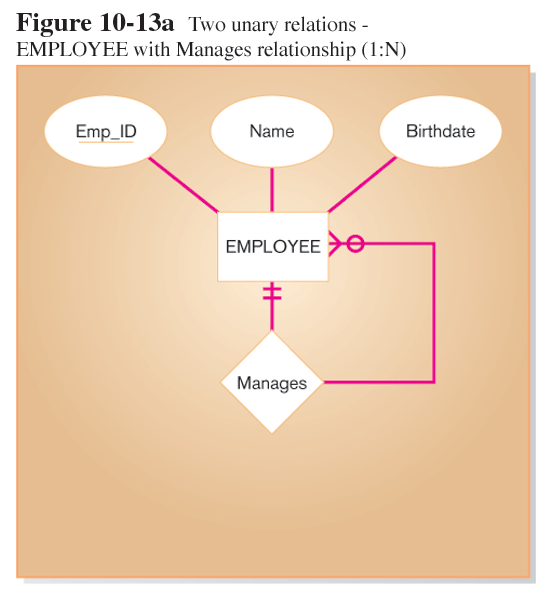 Figure 10-13a Two unary relations -
EMPLOYEE with Manages relationship (1:N)
Emp_ID
Name
Birthdate
EMPLOYEE
Manages